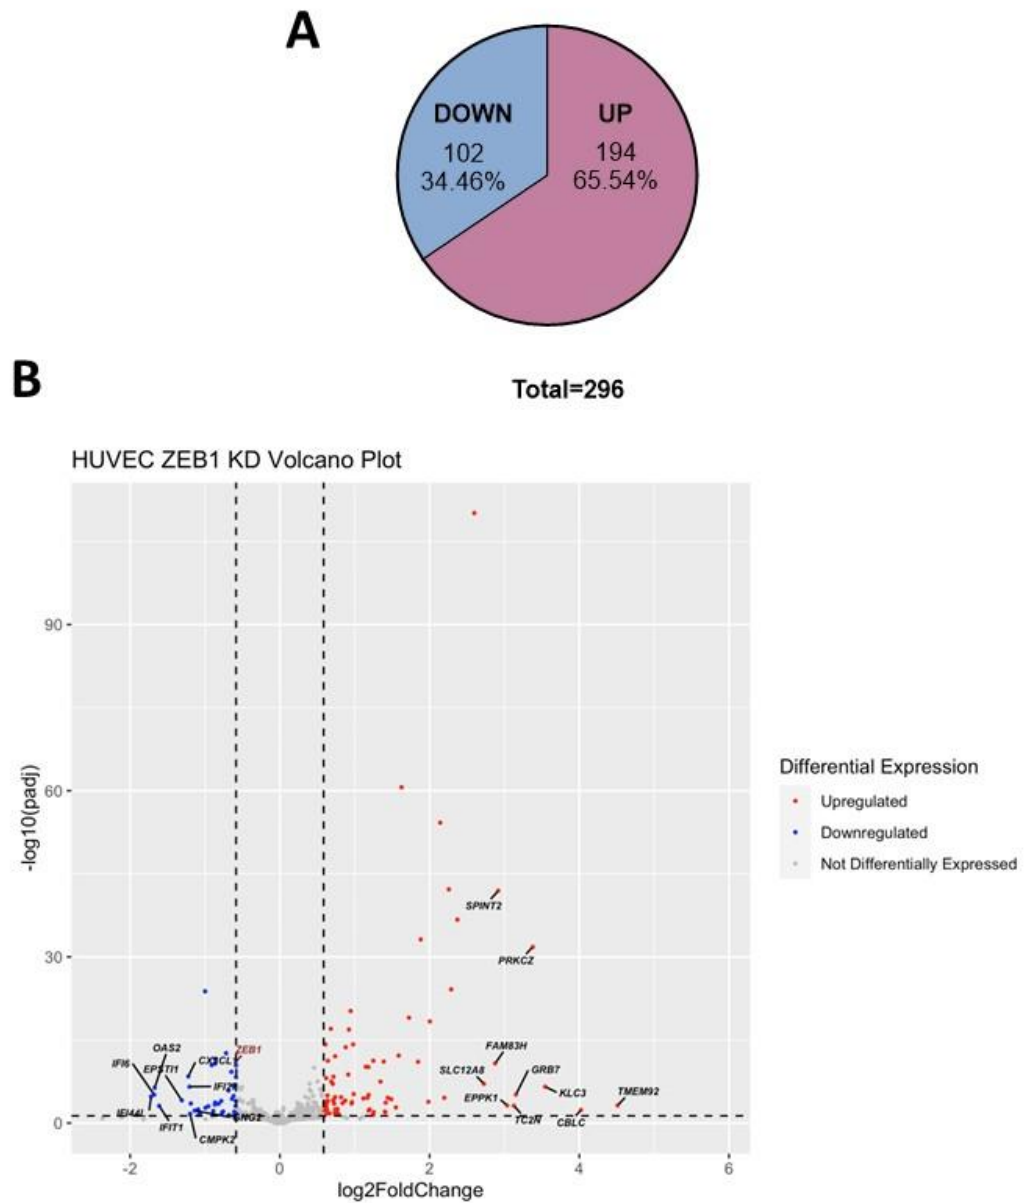 A
DOWN
102
34.46%
UP
194
65.54%
Total=296
B
HUVEC ZEB1 KD Volcano Plot
-log10(padj)
90
60
30
0
SPINT2
PRKCZ
FAM83H
SLC12A8
GRB7
EPPK1
KLC3
TMEM92
TC2N
CBLC
ZEB1
OAS2
IFI6
EPSTI1
IFI44L
IFIT1
CMPK2
-2
0
2
4
6
log2FoldChange
Differential Expression
Upregulated
Downregulated
Not Differentially Expressed